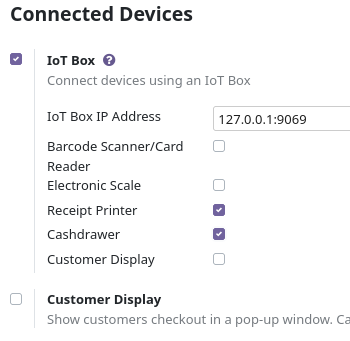 Connected Devices
IoT Box ?
Connect devices using an IoT Box
IoT Box IP Address 127.0.0.1:9069
Barcode Scanner/Card
Reader
Electronic Scale
Receipt Printer
Cashdrawer
Customer Display
Customer Display
Show customers checkout in a pop-up window. Ca